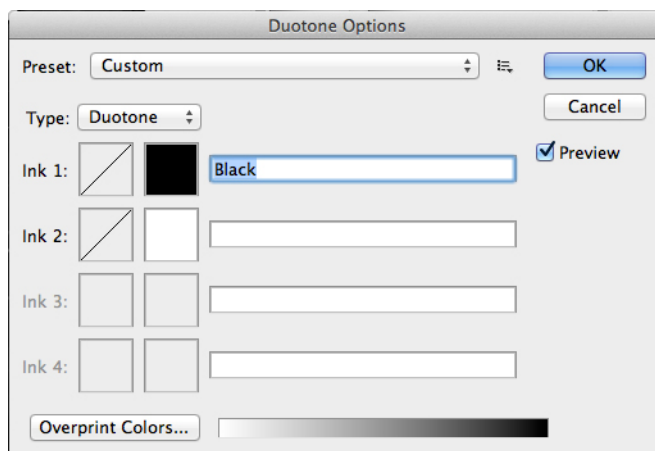 Duotone Options
Preset: Custom
OK
Type: Duotone
Cancel
Preview
Ink 1: Black
Ink 2:
Ink 3:
Ink 4:
Overprint Colors...